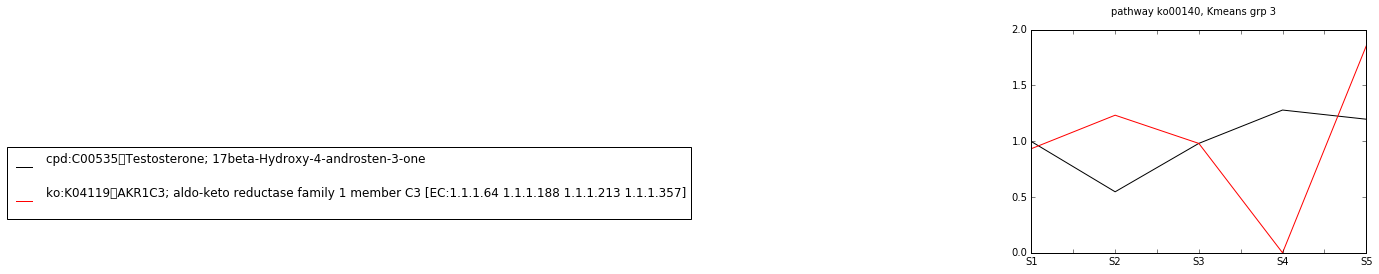 pathway ko00140, Kmeans grp 3
2.0
1.5
1.0
0.5
0.0
S1 S2 S3 S4 S5
cpd:C00535▯Testosterone; 17beta-Hydroxy-4-androsten-3-one
ko:K04119▯AKR1C3; aldo-keto reductase family 1 member C3 [EC:1.1.1.64 1.1.1.188 1.1.1.213 1.1.1.357]